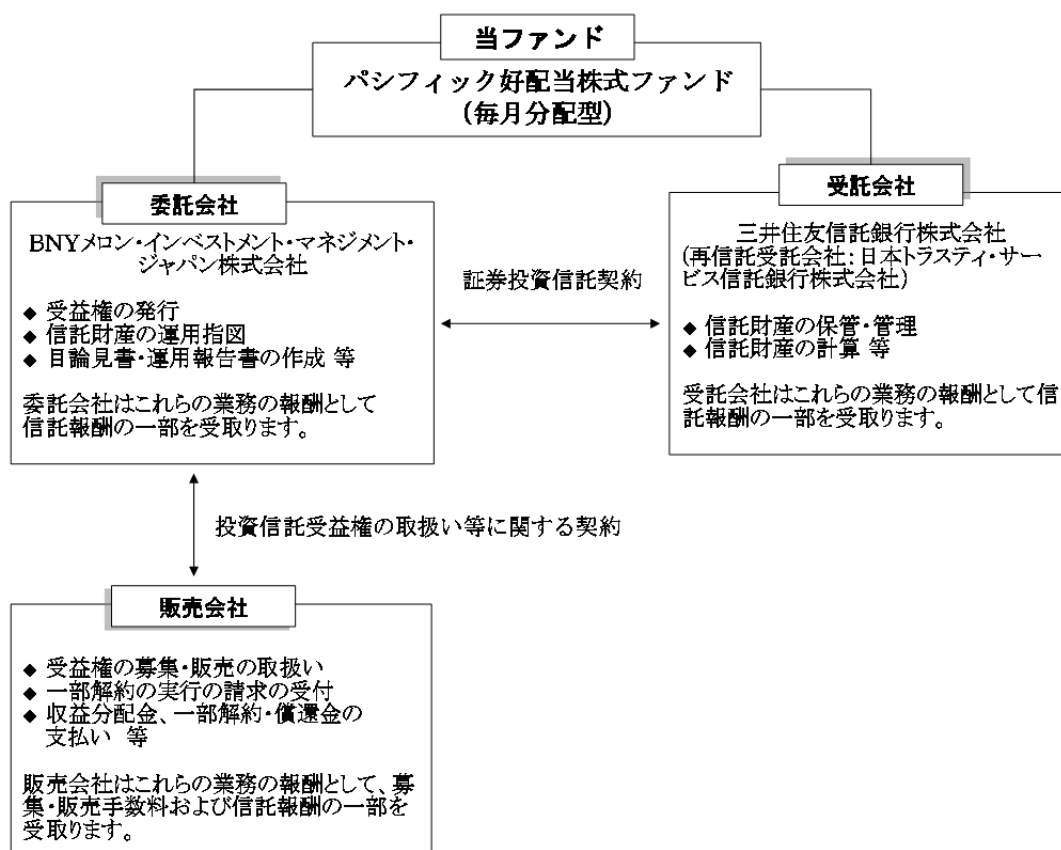 当ファンド
パシフィック好配当株式ファンド
(毎月分配型)
委託会社
BNYメロン・インベストメント・マネジメント・
ジャパン株式会社
◆ 受益権の発行
◆ 信託財産の運用指図
◆ 目論見書・運用報告書の作成 等
委託会社はこれらの業務の報酬として
信託報酬の一部を受取ります。
証券投資信託契約
受託会社
三井住友信託銀行株式会社
(再信託受託会社:日本トラスティ・サー
ビス信託銀行株式会社)
◆ 信託財産の保管・管理
◆ 信託財産の計算 等
受託会社はこれらの業務の報酬として信
託報酬の一部を受取ります。
投資信託受益権の取扱い等に関する契約
販売会社
◆ 受益権の募集・販売の取扱い
◆ 一部解約の実行の請求の受付
◆ 収益分配金、一部解約・償還金の
支払い 等
販売会社はこれらの業務の報酬として、募
集・販売手数料および信託報酬の一部を
受取ります。